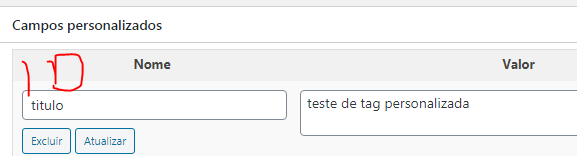 Campos personalizados
Nome Valor
titulo teste de tag personalizada
Excluir Atualizar